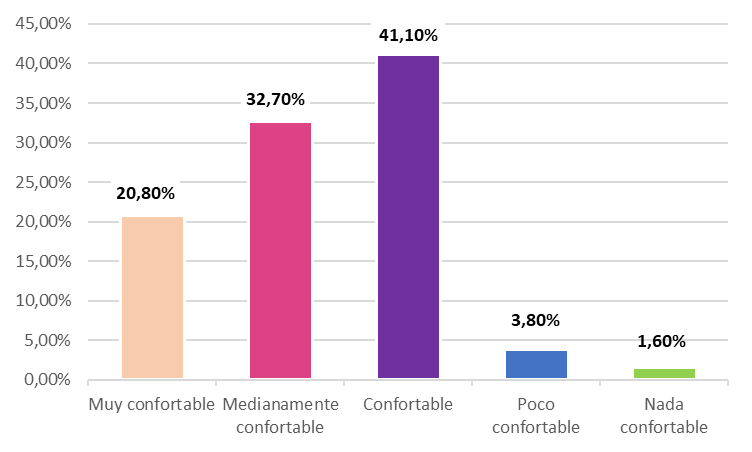 45,00%
40,00%
35,00%
30,00%
25,00%
20,00%
15,00%
10,00%
5,00%
0,00%
20,80%
32,70%
41,10%
3,80%
1,60%
Muy confortable
Medianamente
confortable
Confortable
Poco
confortable
Nada
confortable